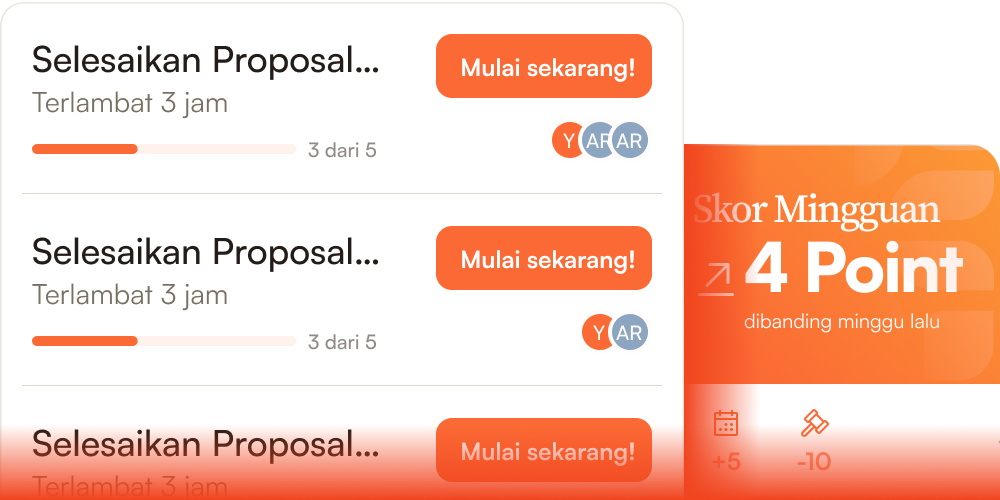 Selesaikan Proposal...
Mulai sekarang!
Terlambat 3 jam
3 dari 5
Y
AR
AR
Selesaikan Proposal...
Mulai sekarang!
Terlambat 3 jam
3 dari 5
Y
AR
Selesaikan Proposal...
Mulai sekarang!
Terlambat 3 jam
Skor Mingguan
4 Point
dibanding minggu lalu
+5
-10